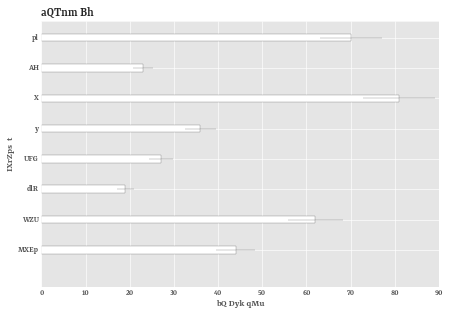 aQTnm Bh
pl
AH
X
y
UFG
dlR
WZU
MXEp
IXrZps t
0 10 20 30 40 50 60 70 80 90
bQ Dyk qMu